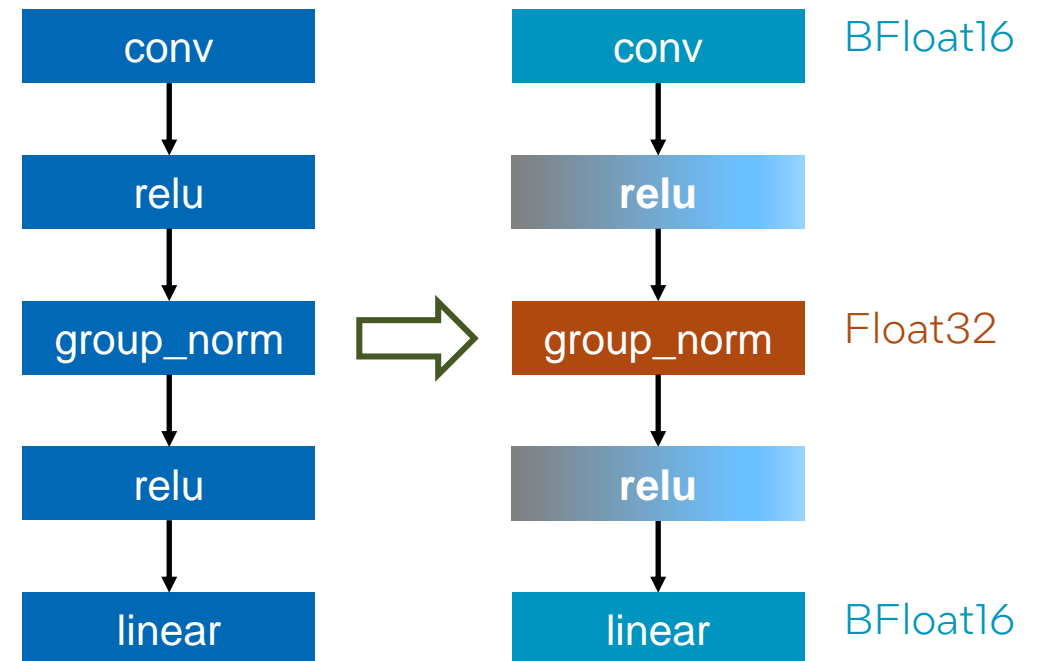 conv
relu
group_norm
relu
linear
conv
BFloat16
relu
group_norm
Float32
relu
linear
BFloat16